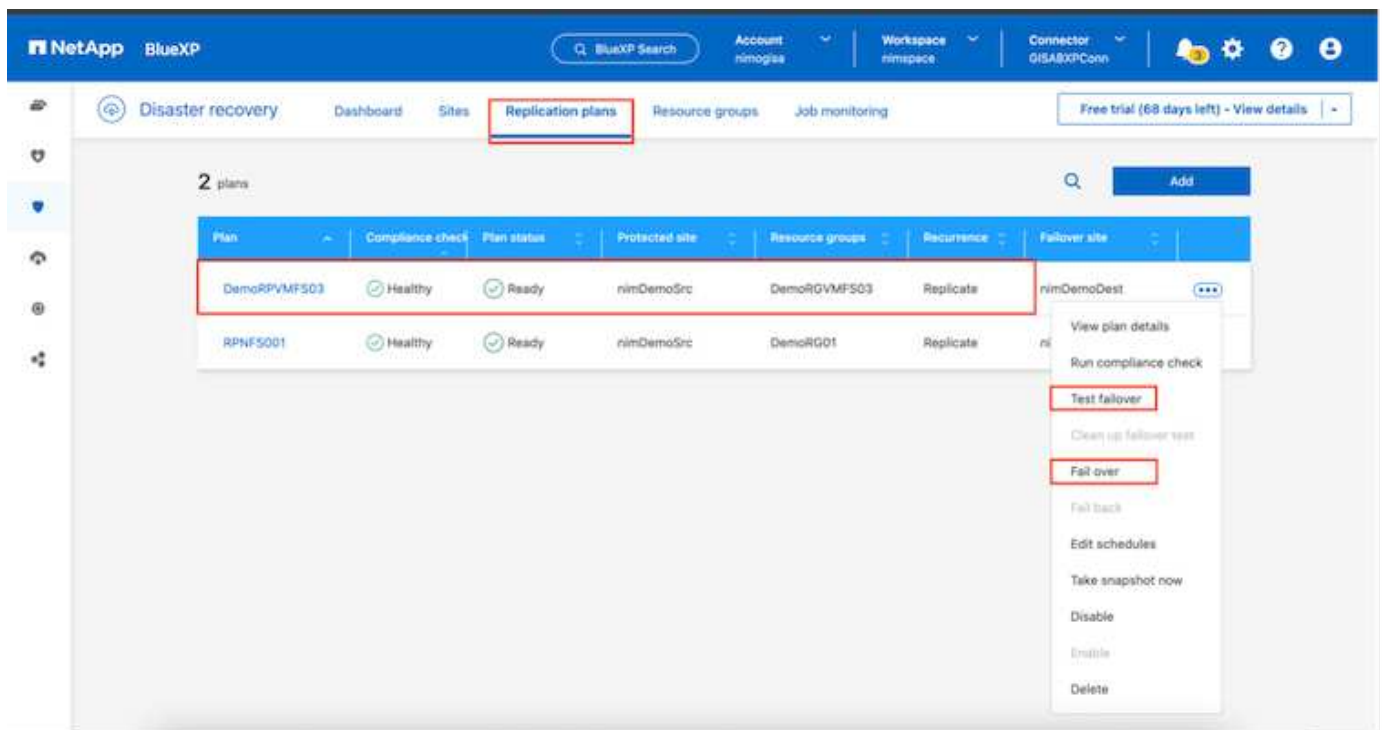 NetApp BlueXP BlueXP Search Account Workspace Connector
nimogisa nimspace GISABXPConn 3
Disaster recovery Dashboard Sites Replication plans Resource groups Job monitoring Free trial (68 days left) - View details
2 plans Add
Plan Compliance check Plan status Protected site Resource groups Recurrence Failover site
DemoRPVMFS03 Healthy Ready nimDemoSrc DemoRGVMFS03 Replicate nimDemoDest
RPNFS001 Healthy Ready nimDemoSrc DemoRG01 Replicate ni
View plan details
Run compliance check
Test failover
Clean up failover test
Fail over
Fail back
Edit schedules
Take snapshot now
Disable
Enable
Delete